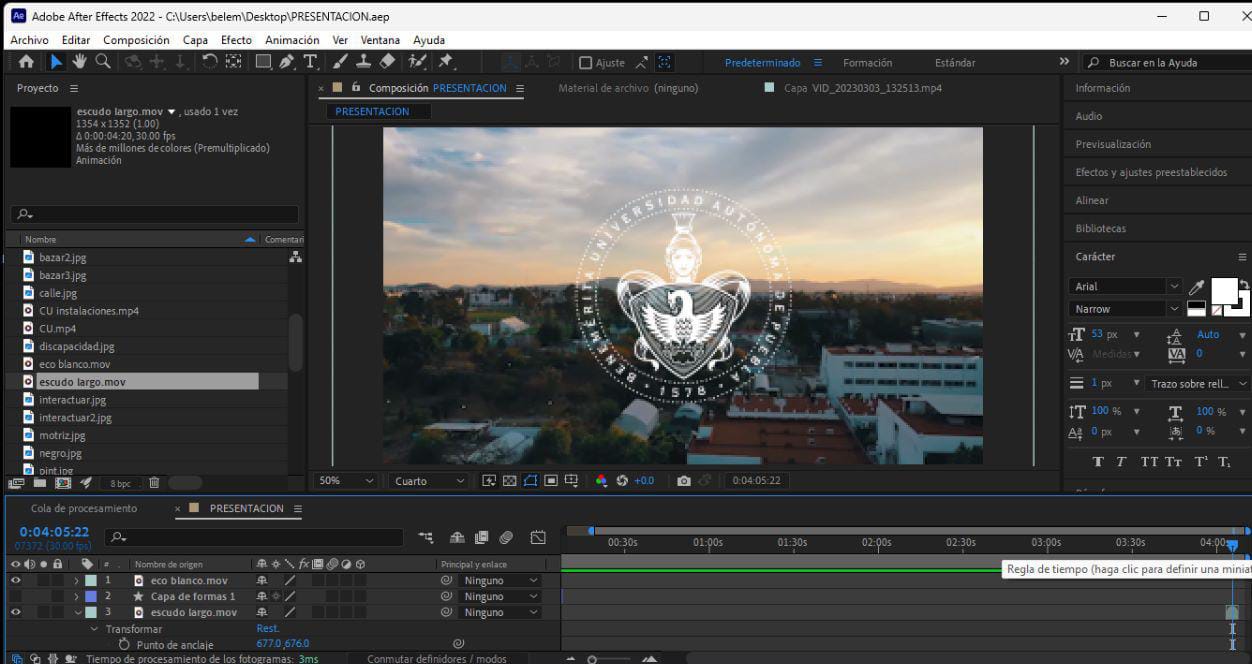 Adobe After Effects 2022 - C:\Users\belem\Desktop\PRESENTACION.aep
Archivo Editar Composición Capa Efecto Animación Ver Ventana Ayuda
Ajuste Predeterminado Formación Estándar Buscar en la Ayuda
Proyecto
escudo largo.mov , usado 1 vez
1354 x 1352 (1.00)
Δ 0:00:04:20, 30.00 fps
Más de millones de colores (Premultiplicado)
Animación
Nombre Comentari
bazar2.jpg
bazar3.jpg
calle.jpg
CU instalaciones.mp4
CU.mp4
discapacidad.jpg
eco blanco.mov
escudo largo.mov
interactuar.jpg
interactuar2.jpg
motriz.jpg
negro.jpg
pint.jpg
8 bpc
Composición PRESENTACION
Material de archivo (ninguno)
Capa VID_20230303_132513.mp4
PRESENTACION
BENEMÉRITA UNIVERSIDAD AUTÓNOMA DE PUEBLA
· 1578 ·
50% Cuarto +0.0 0:04:05:22
Información
Audio
Previsualización
Efectos y ajustes preestablecidos
Alinear
Bibliotecas
Carácter
Arial
Narrow
53 px Auto
Medidas 0
1 px Trazo sobre rell...
100 % 100 %
0 px 0 %
T T TT Tt T¹ T₁
Cola de procesamiento PRESENTACION
0:04:05:22
07372 (30.00 fps)
00:30s 01:00s 01:30s 02:00s 02:30s 03:00s 03:30s 04:00s
# Nombre de origen fx Principal y enlace
Regla de tiempo (haga clic para definir una miniat
1 eco blanco.mov Ninguno
2 Capa de formas 1 Ninguno
3 escudo largo.mov Ninguno
Transformar Rest.
Punto de anclaje 677.0,676.0
Tiempo de procesamiento de los fotogramas: 3ms Conmutar definidores / modos